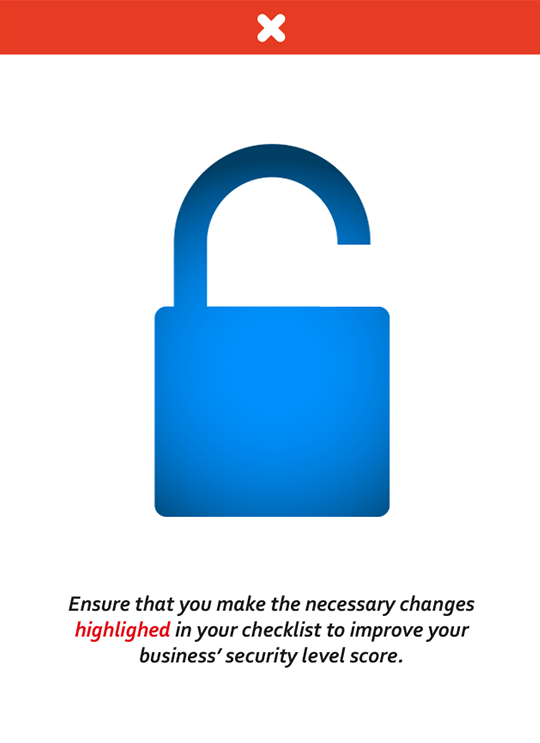 Ensure that you make the necessary changes
highlighed in your checklist to improve your
business’ security level score.